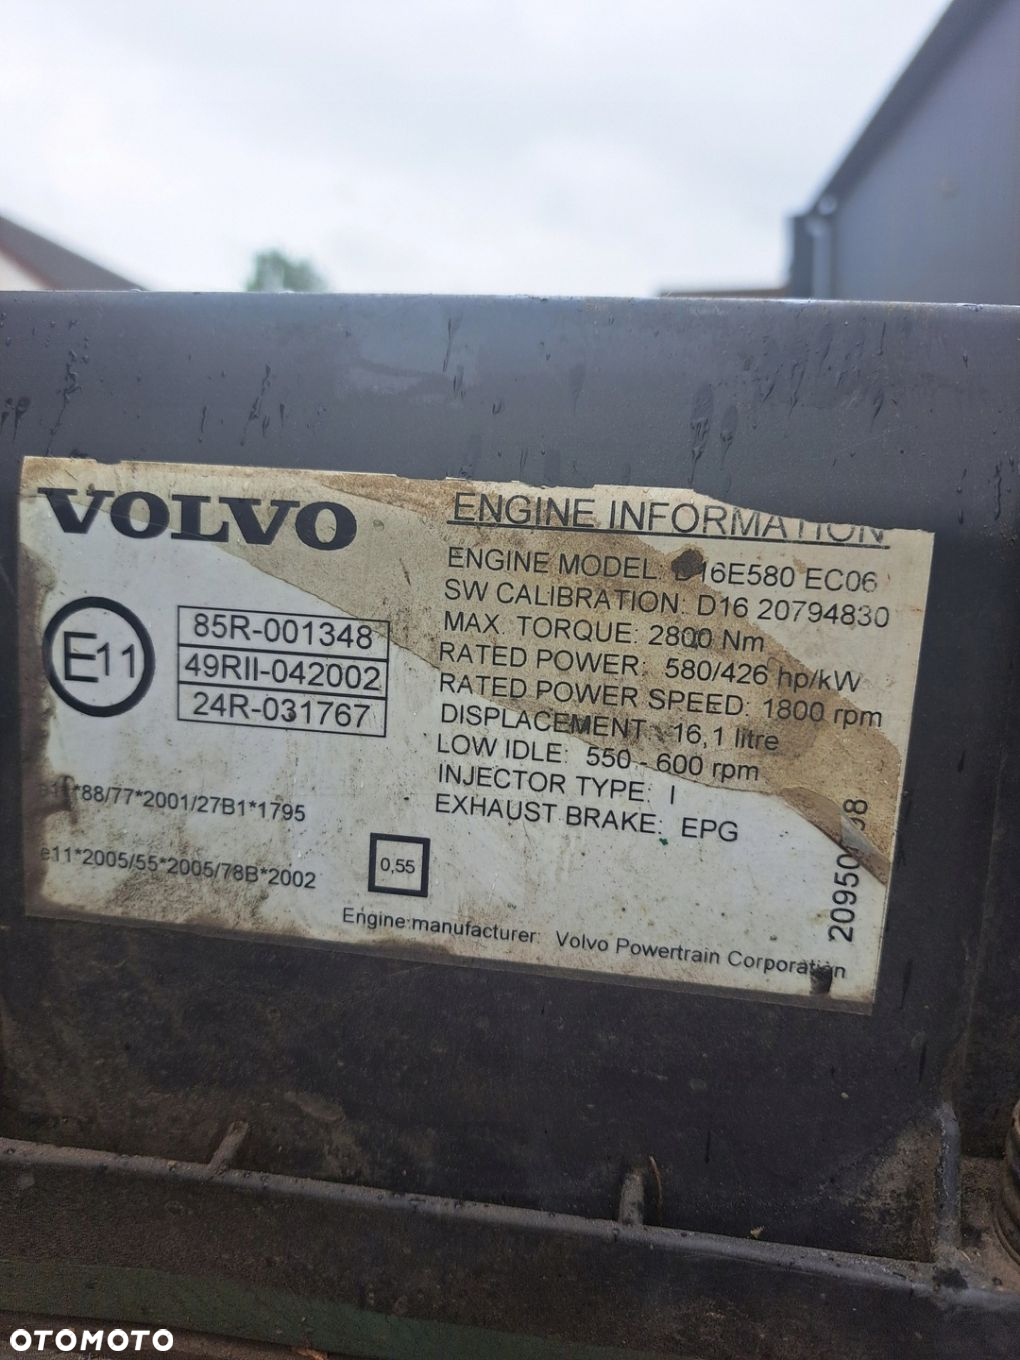 VOLVO
E11
85R-001348
49RII-042002
24R-031767
*88/77*2001/27B1*1795
e11*2005/55*2005/78B*2002
0,55
ENGINE INFORMATION
ENGINE MODEL: D16E580 EC06
SW CALIBRATION: D16 20794830
MAX. TORQUE: 2800 Nm
RATED POWER: 580/426 hp/kW
RATED POWER SPEED: 1800 rpm
DISPLACEMENT: 16,1 litre
LOW IDLE: 550 - 600 rpm
INJECTOR TYPE: I
EXHAUST BRAKE: EPG
Engine manufacturer: Volvo Powertrain Corporation
OTOMOTO